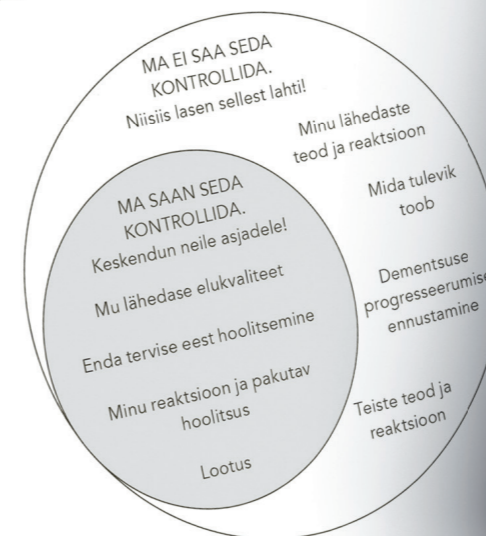 MA EI SAA SEDA
KONTROLLIDA.
Niisiis lasen sellest lahti!
Minu lähedaste
teod ja reaktsioon
Mida tulevik
toob
Dementsuse
progresseerumise
ennustamine
Teiste teod ja
reaktsioon
MA SAAN SEDA
KONTROLLIDA.
Keskendun neile asjadele!
Mu lähedase elukvaliteet
Enda tervise eest hoolitsemine
Minu reaktsioon ja pakutav
hoolitsus
Lootus